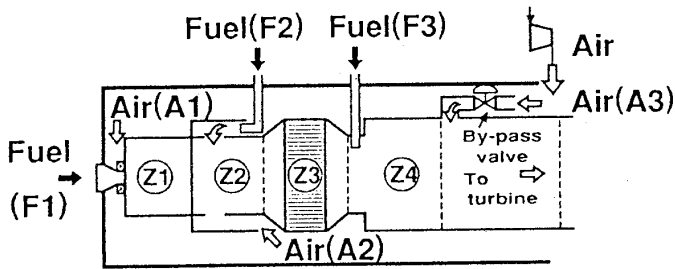 Fuel(F2) Fuel(F3)
Air
Air(A1)
Air(A3)
Fuel
(F1)
Z1 Z2 Z3 Z4
By-pass
valve
To
turbine
Air(A2)